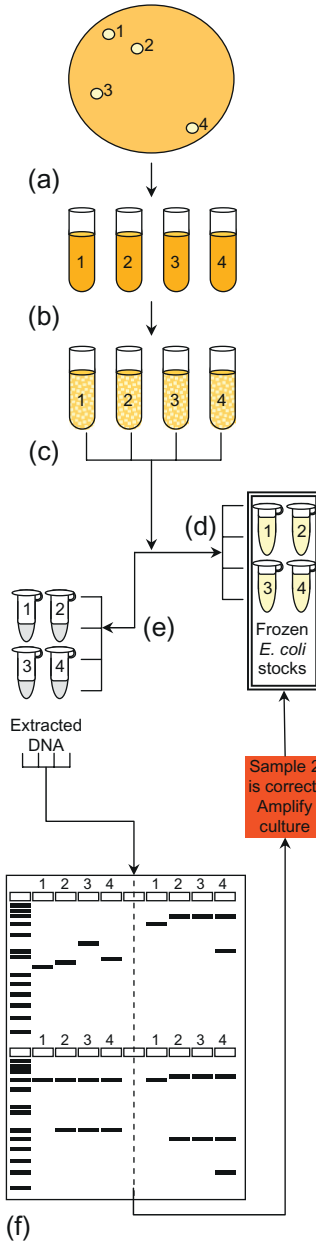 1
2
3
4
(a)
1 2 3 4
(b)
1 2 3 4
(c)
(d)
1 2
3 4
Frozen
E. coli
stocks
(e)
1 2
3 4
Extracted
DNA
Sample 2
is correct.
Amplify
culture
1 2 3 4 1 2 3 4
1 2 3 4 1 2 3 4
(f)